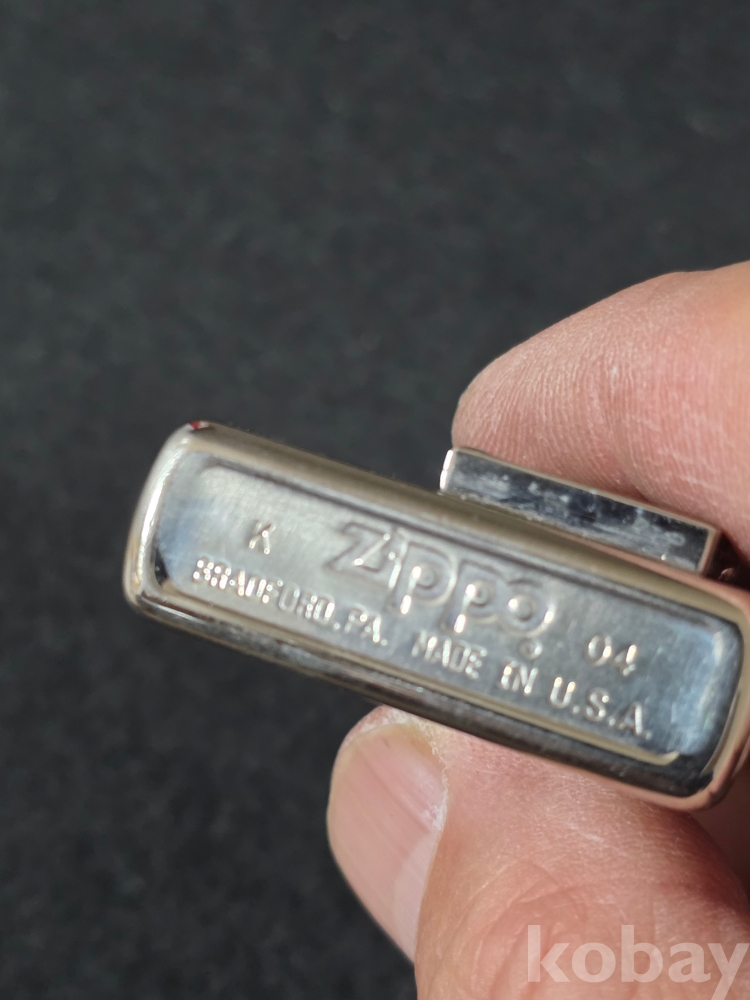 K zippo 04
BRADFORD.PA. MADE IN U.S.A.
kobay